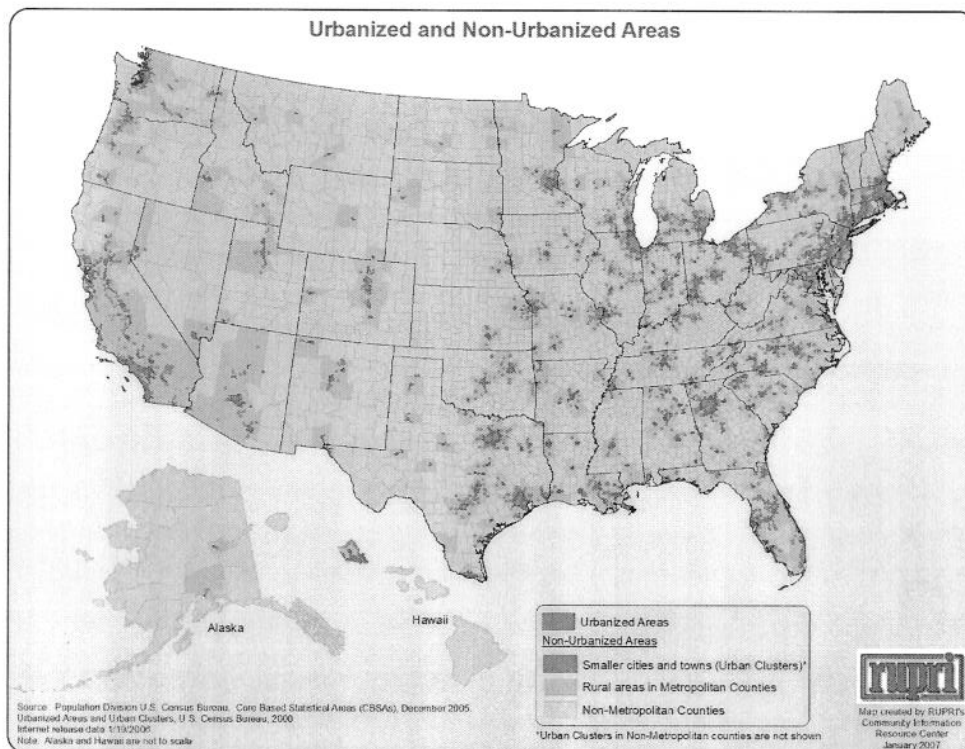 Urbanized and Non-Urbanized Areas
Alaska
Hawaii
Urbanized Areas
Non-Urbanized Areas
Smaller cities and towns (Urban Clusters)*
Rural areas in Metropolitan Counties
Non-Metropolitan Counties
*Urban Clusters in Non-Metropolitan counties are not shown
Source: Population Division U.S. Census Bureau, Core Based Statistical Areas (CBSAs), December 2005.
Urbanized Areas and Urban Clusters, U.S. Census Bureau, 2000
Internet release date 1/19/2006
Note: Alaska and Hawaii are not to scale
rupri
Map created by RUPRI's
Community Information
Resource Center
January 2007